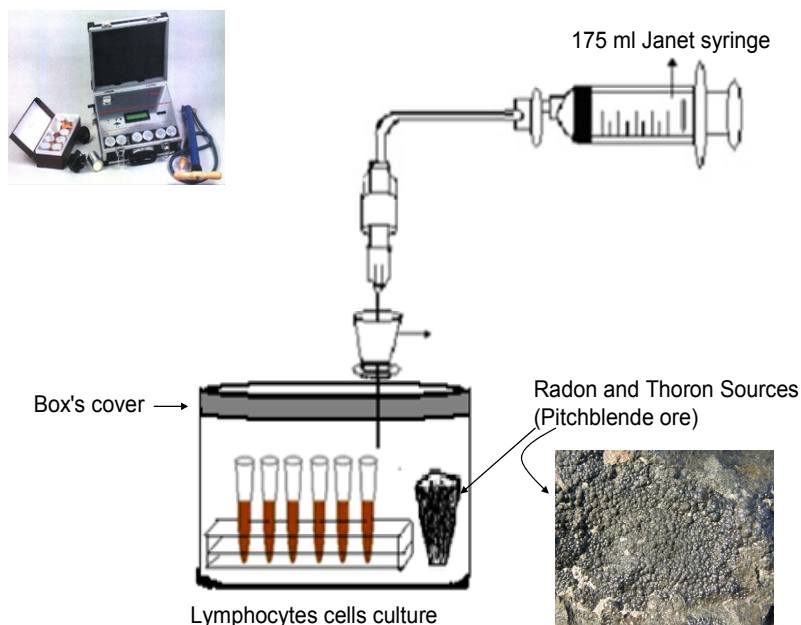 175 ml Janet syringe
Box's cover
Radon and Thoron Sources
(Pitchblende ore)
Lymphocytes cells culture